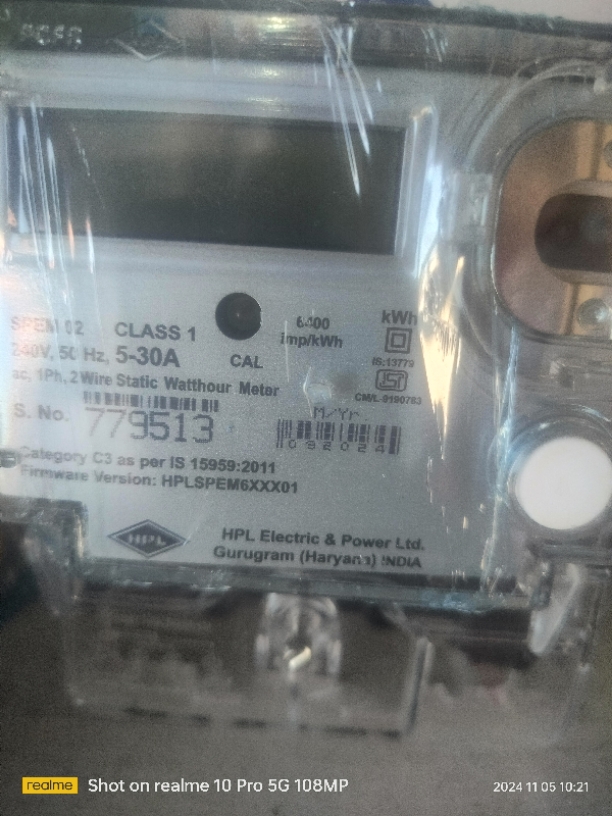 SPEM 02 CLASS 1
6400
imp/kWh
kWh
240V, 50 Hz, 5-30A
CAL
IS:13779
ac, 1Ph, 2 Wire Static Watthour Meter
CM/L-9190783
S. No. 779513
M/Yr
092024
Category C3 as per IS 15959:2011
Firmware Version: HPLSPEM6XXX01
HPL
HPL Electric & Power Ltd.
Gurugram (Haryana) INDIA
realme Shot on realme 10 Pro 5G 108MP
2024 11 05 10:21